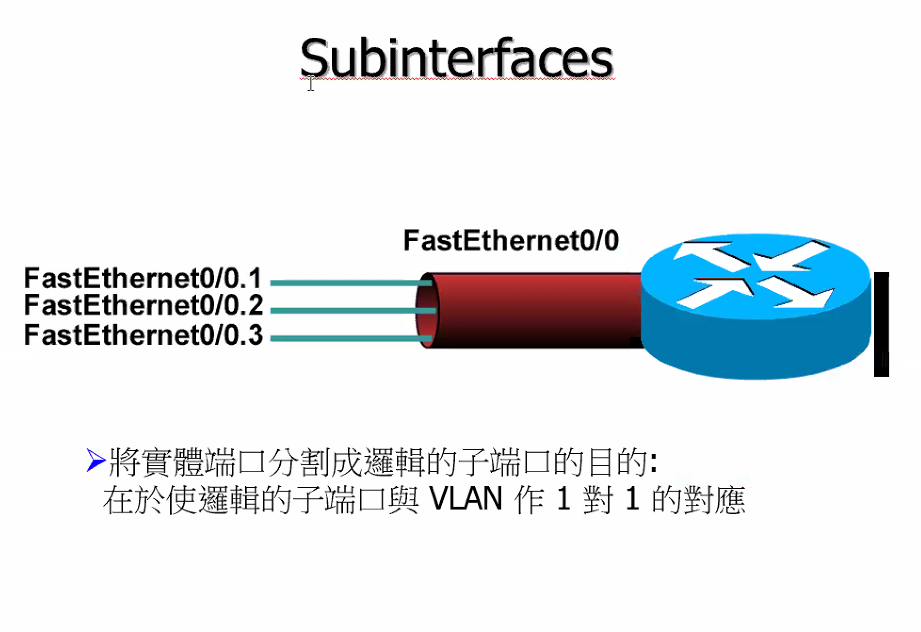 Subinterfaces
FastEthernet0/0
FastEthernet0/0.1
FastEthernet0/0.2
FastEthernet0/0.3
將實體端口分割成邏輯的子端口的目的:
在於使邏輯的子端口與 VLAN 作 1 對 1 的對應